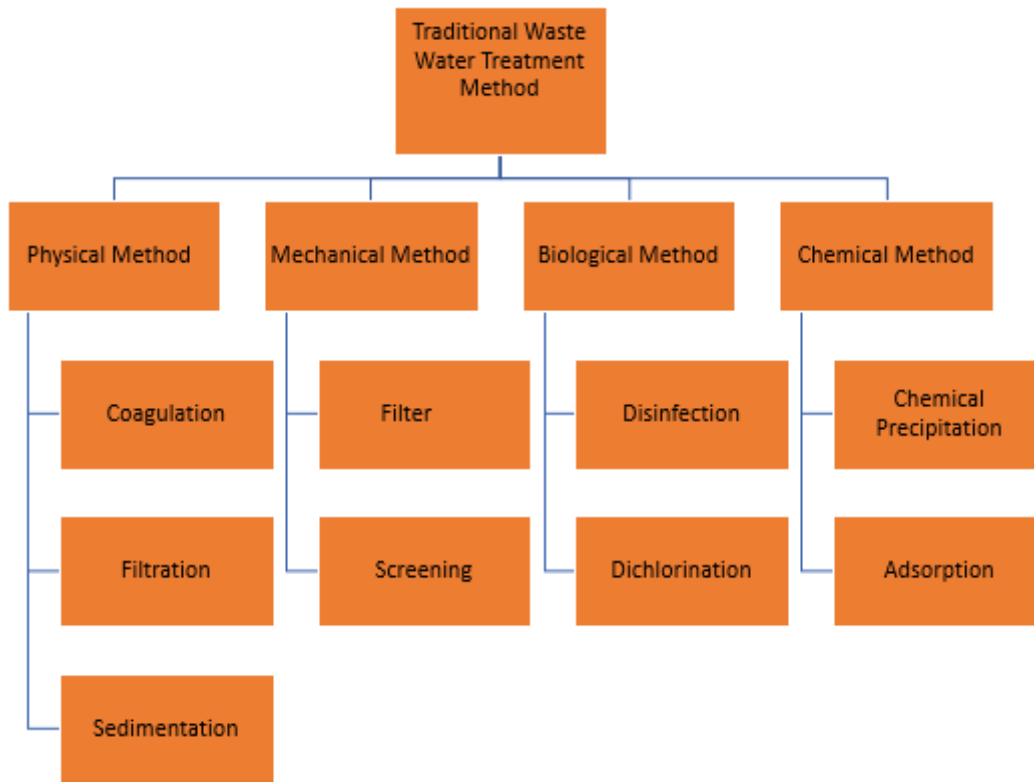 Traditional Waste
Water Treatment
Method
Physical Method
Mechanical Method
Biological Method
Chemical Method
Coagulation
Filter
Disinfection
Chemical
Precipitation
Filtration
Screening
Dichlorination
Adsorption
Sedimentation